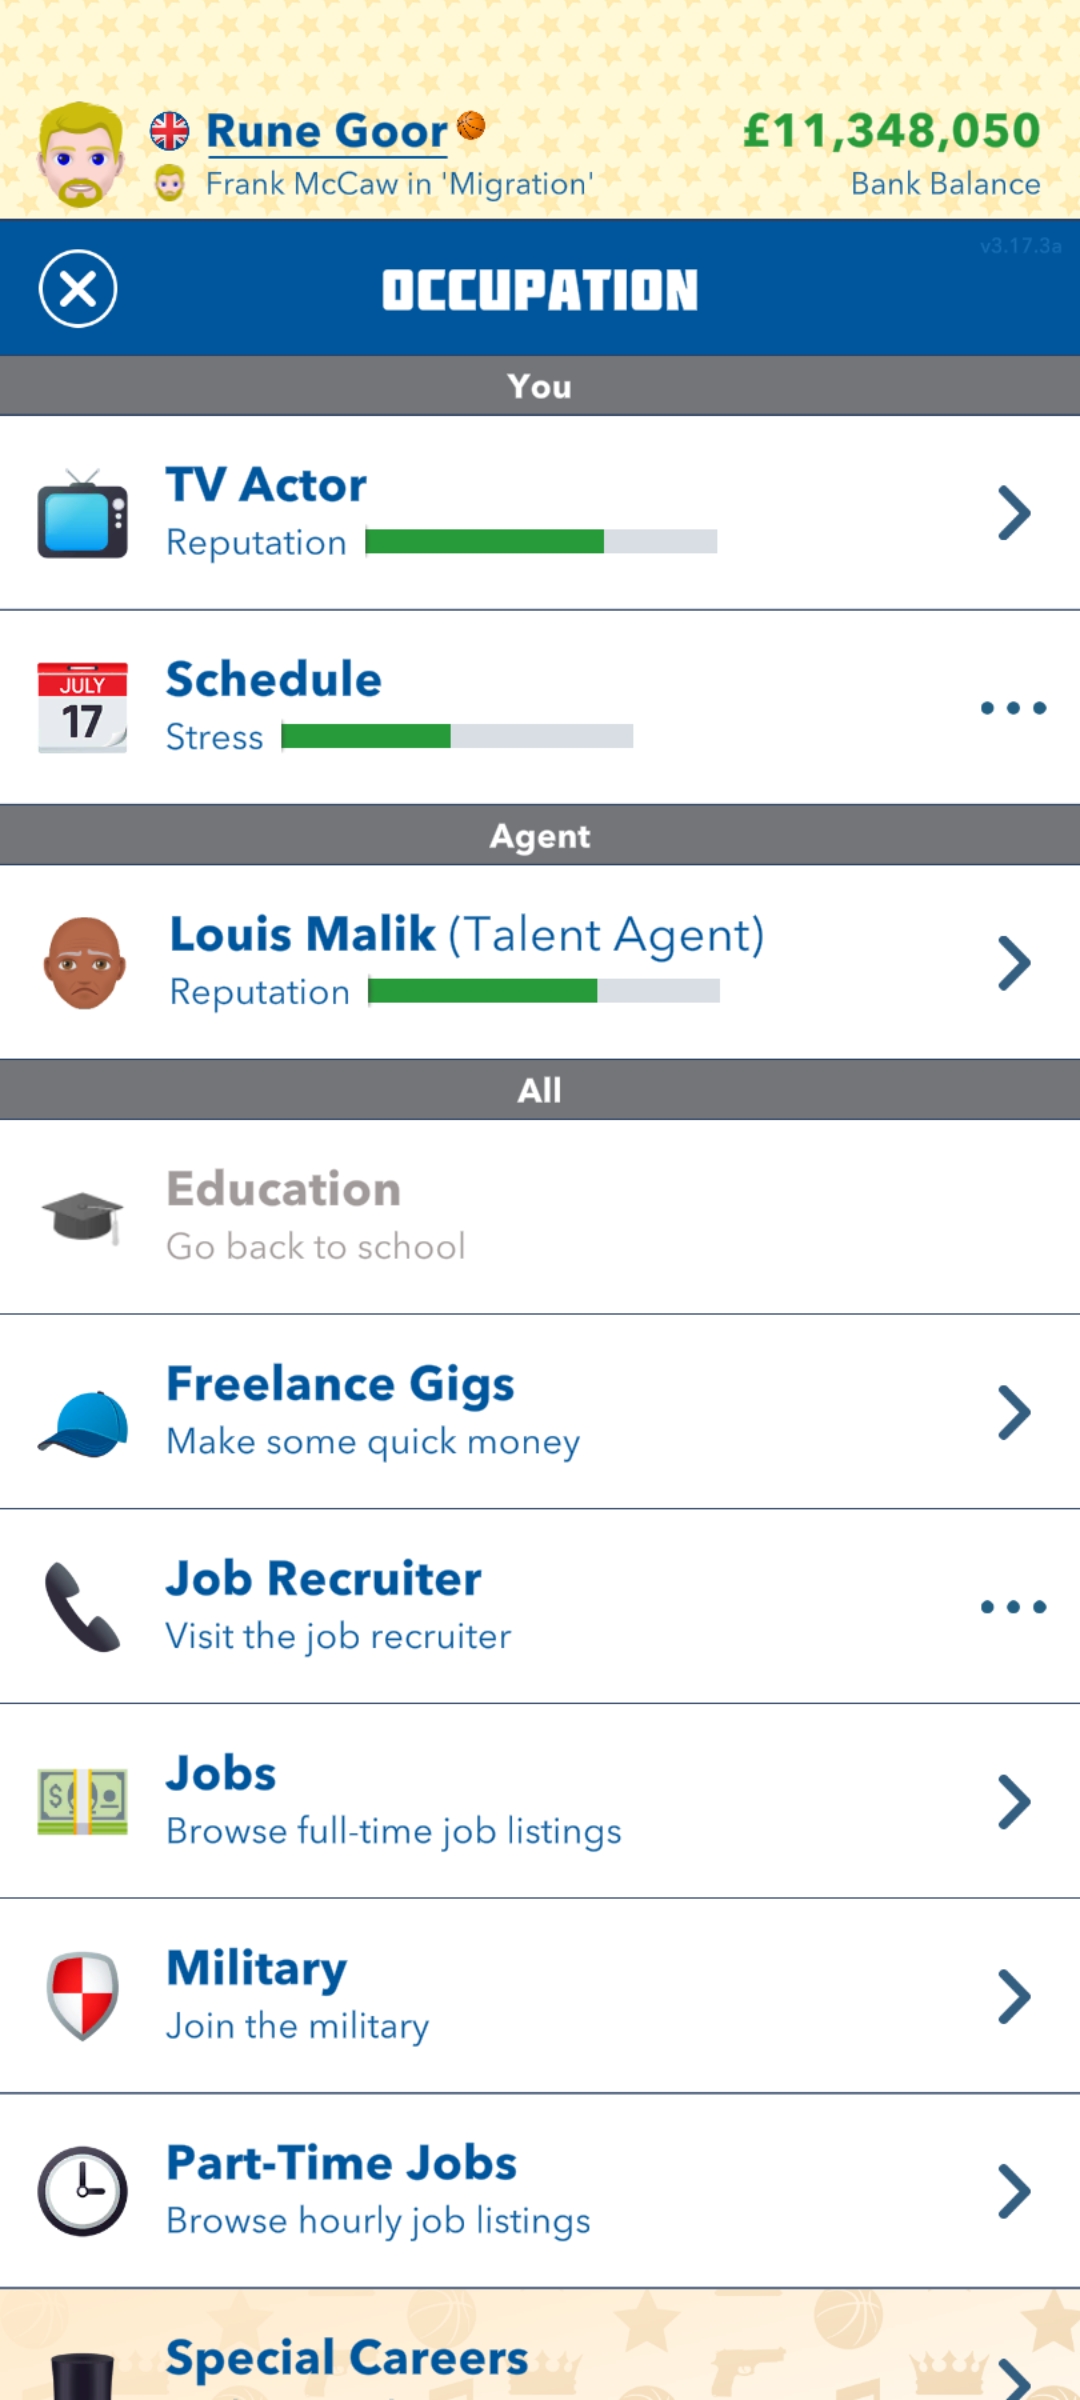 Rune Goor
£11,348,050
Frank McCaw in 'Migration'
Bank Balance
v3.17.3a
OCCUPATION
You
TV Actor
Reputation
JULY
17
Schedule
Stress
Agent
Louis Malik (Talent Agent)
Reputation
All
Education
Go back to school
Freelance Gigs
Make some quick money
Job Recruiter
Visit the job recruiter
$
Jobs
Browse full-time job listings
Military
Join the military
Part-Time Jobs
Browse hourly job listings
Special Careers